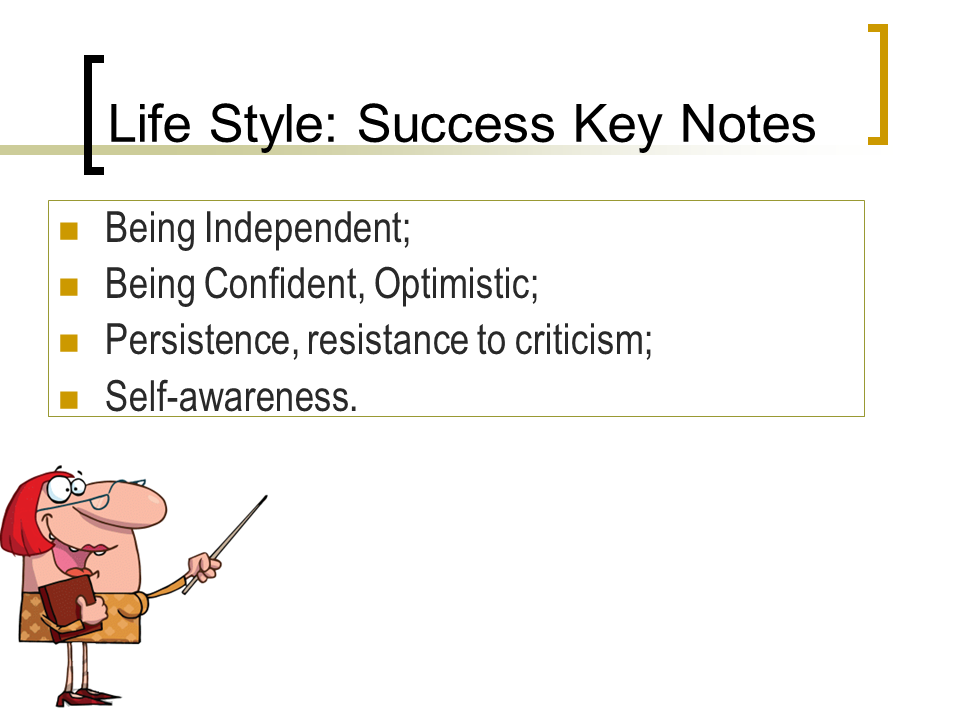 Life Style: Success Key Notes
Being Independent;
Being Confident, Optimistic;
Persistence, resistance to criticism;
Self-awareness.